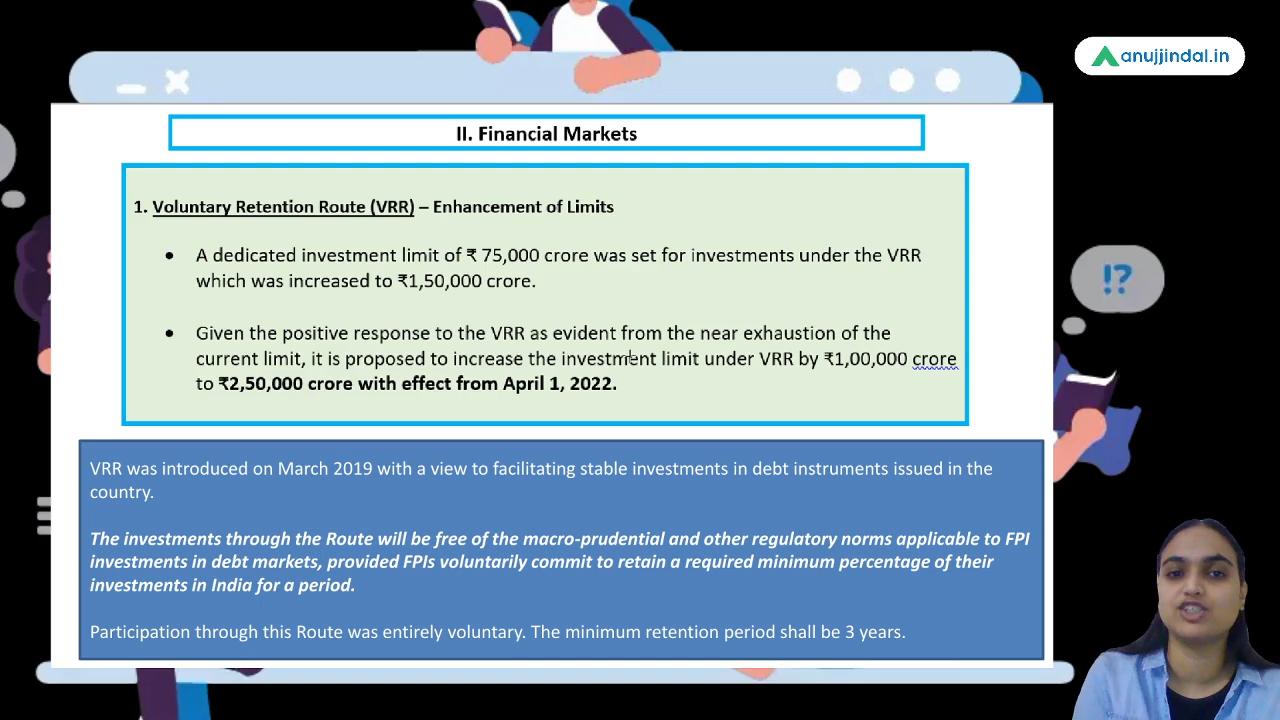 anujjindal.in
II. Financial Markets
1. Voluntary Retention Route (VRR) – Enhancement of Limits
• A dedicated investment limit of ₹ 75,000 crore was set for investments under the VRR
which was increased to ₹1,50,000 crore.
• Given the positive response to the VRR as evident from the near exhaustion of the
current limit, it is proposed to increase the investment limit under VRR by ₹1,00,000 crore
to ₹2,50,000 crore with effect from April 1, 2022.
!?
VRR was introduced on March 2019 with a view to facilitating stable investments in debt instruments issued in the
country.
The investments through the Route will be free of the macro-prudential and other regulatory norms applicable to FPI
investments in debt markets, provided FPIs voluntarily commit to retain a required minimum percentage of their
investments in India for a period.
Participation through this Route was entirely voluntary. The minimum retention period shall be 3 years.